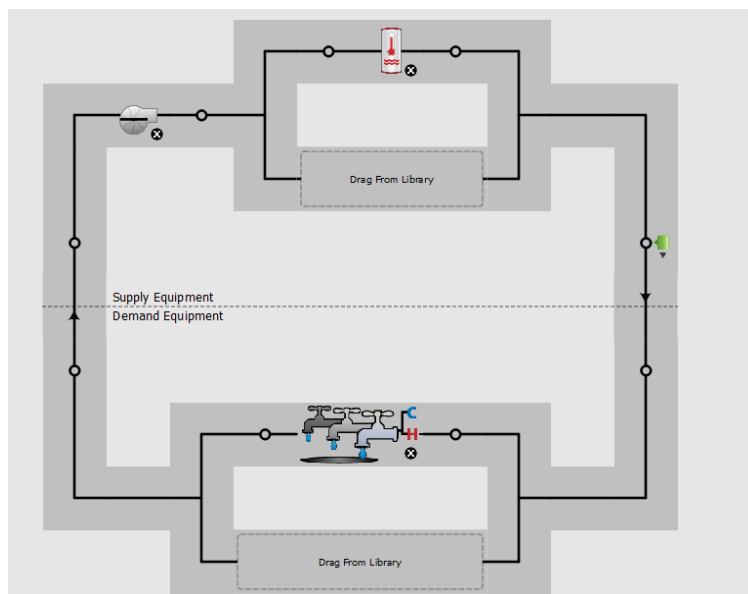 Drag From Library
Supply Equipment
Demand Equipment
C
H
Drag From Library